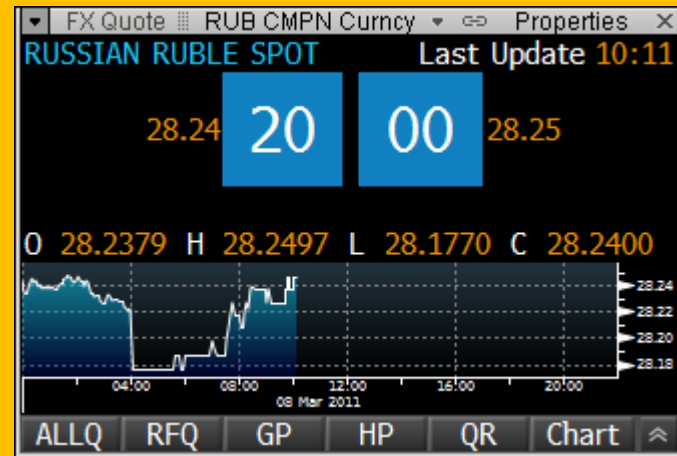 FX Quote RUB CMPN Curncy Properties X
RUSSIAN RUBLE SPOT Last Update 10:11
28.24 20 00 28.25
O 28.2379 H 28.2497 L 28.1770 C 28.2400
28.24
28.22
28.20
28.18
04:00 08:00 12:00 16:00 20:00
08 Mar 2011
ALLQ RFQ GP HP QR Chart